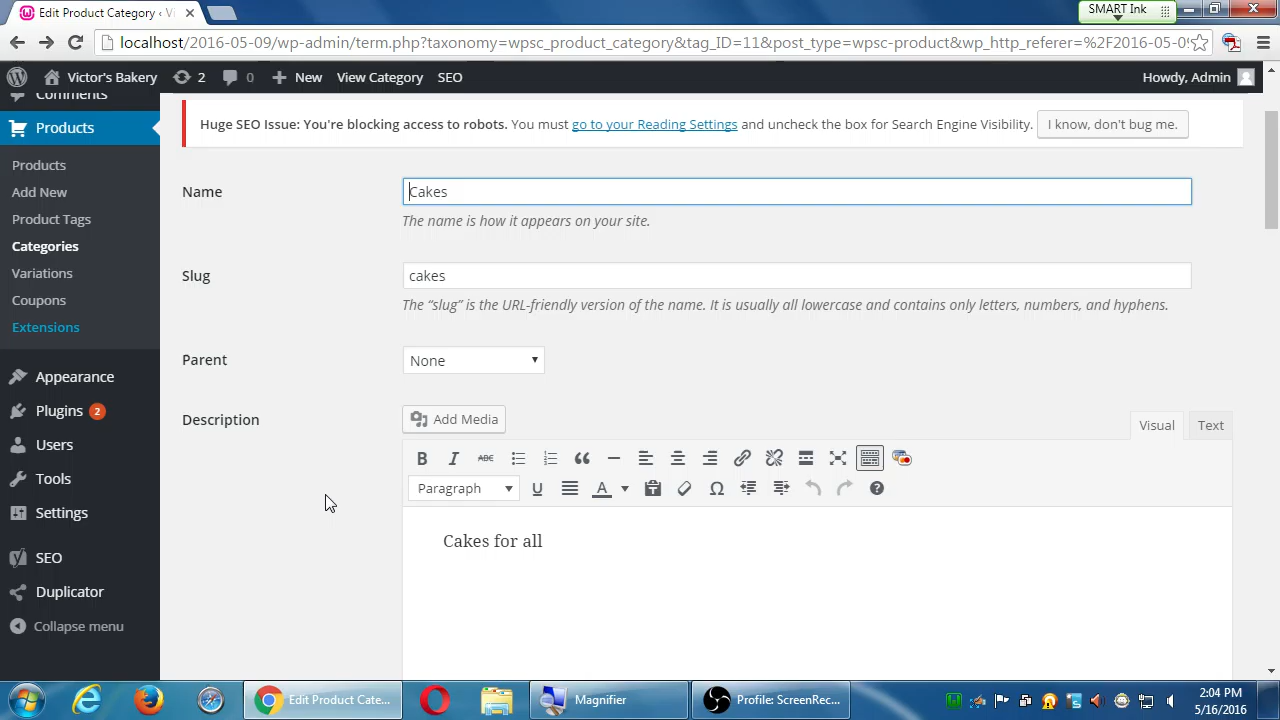 Edit Product Category ‹ V
SMART Ink
localhost/2016-05-09/wp-admin/term.php?taxonomy=wpsc_product_category&tag_ID=11&post_type=wpsc-product&wp_http_referer=%2F2016-05-09
Victor's Bakery 2 0 New View Category SEO Howdy, Admin
Comments
Products
Products
Add New
Product Tags
Categories
Variations
Coupons
Extensions
Appearance
Plugins 2
Users
Tools
Settings
SEO
Duplicator
Collapse menu
Huge SEO Issue: You're blocking access to robots. You must go to your Reading Settings and uncheck the box for Search Engine Visibility. I know, don't bug me.
Name Cakes
The name is how it appears on your site.
Slug cakes
The “slug” is the URL-friendly version of the name. It is usually all lowercase and contains only letters, numbers, and hyphens.
Parent None
Description Add Media
Visual Text
B I ABC
Paragraph U A Ω
Cakes for all
Edit Product Cate... Magnifier Profile: ScreenRec...
2:04 PM
5/16/2016